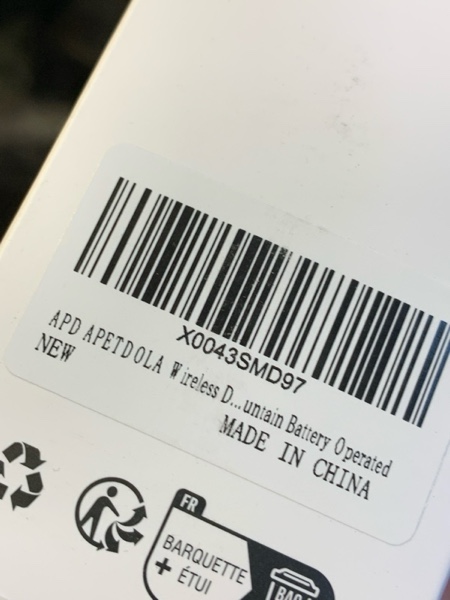 X0043SMD97
APD APETDOLA Wireless D...untain Battery Operated
NEW
MADE IN CHINA
FR
BARQUETTE
+ ÉTUI